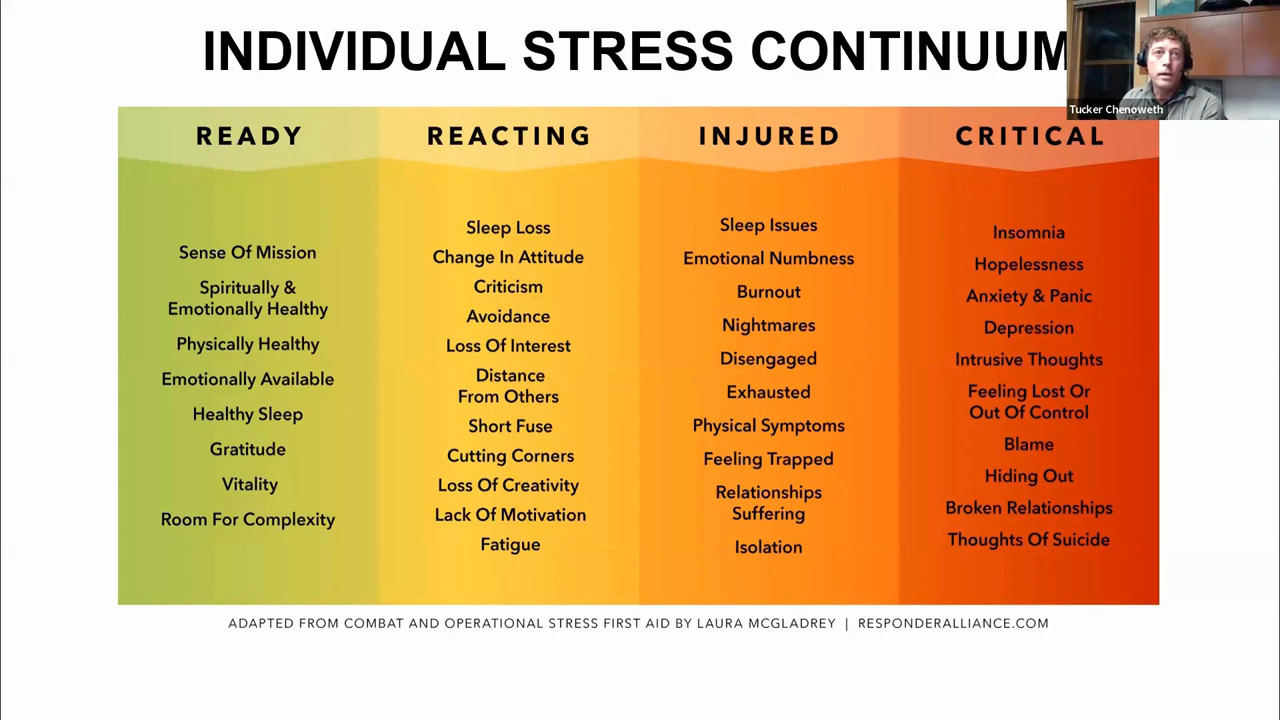 INDIVIDUAL STRESS CONTINUUM
Tucker Chenoweth
READY
Sense Of Mission
Spiritually &
Emotionally Healthy
Physically Healthy
Emotionally Available
Healthy Sleep
Gratitude
Vitality
Room For Complexity
REACTING
Sleep Loss
Change In Attitude
Criticism
Avoidance
Loss Of Interest
Distance
From Others
Short Fuse
Cutting Corners
Loss Of Creativity
Lack Of Motivation
Fatigue
INJURED
Sleep Issues
Emotional Numbness
Burnout
Nightmares
Disengaged
Exhausted
Physical Symptoms
Feeling Trapped
Relationships
Suffering
Isolation
CRITICAL
Insomnia
Hopelessness
Anxiety & Panic
Depression
Intrusive Thoughts
Feeling Lost Or
Out Of Control
Blame
Hiding Out
Broken Relationships
Thoughts Of Suicide
ADAPTED FROM COMBAT AND OPERATIONAL STRESS FIRST AID BY LAURA MCGLADREY | RESPONDERALLIANCE.COM